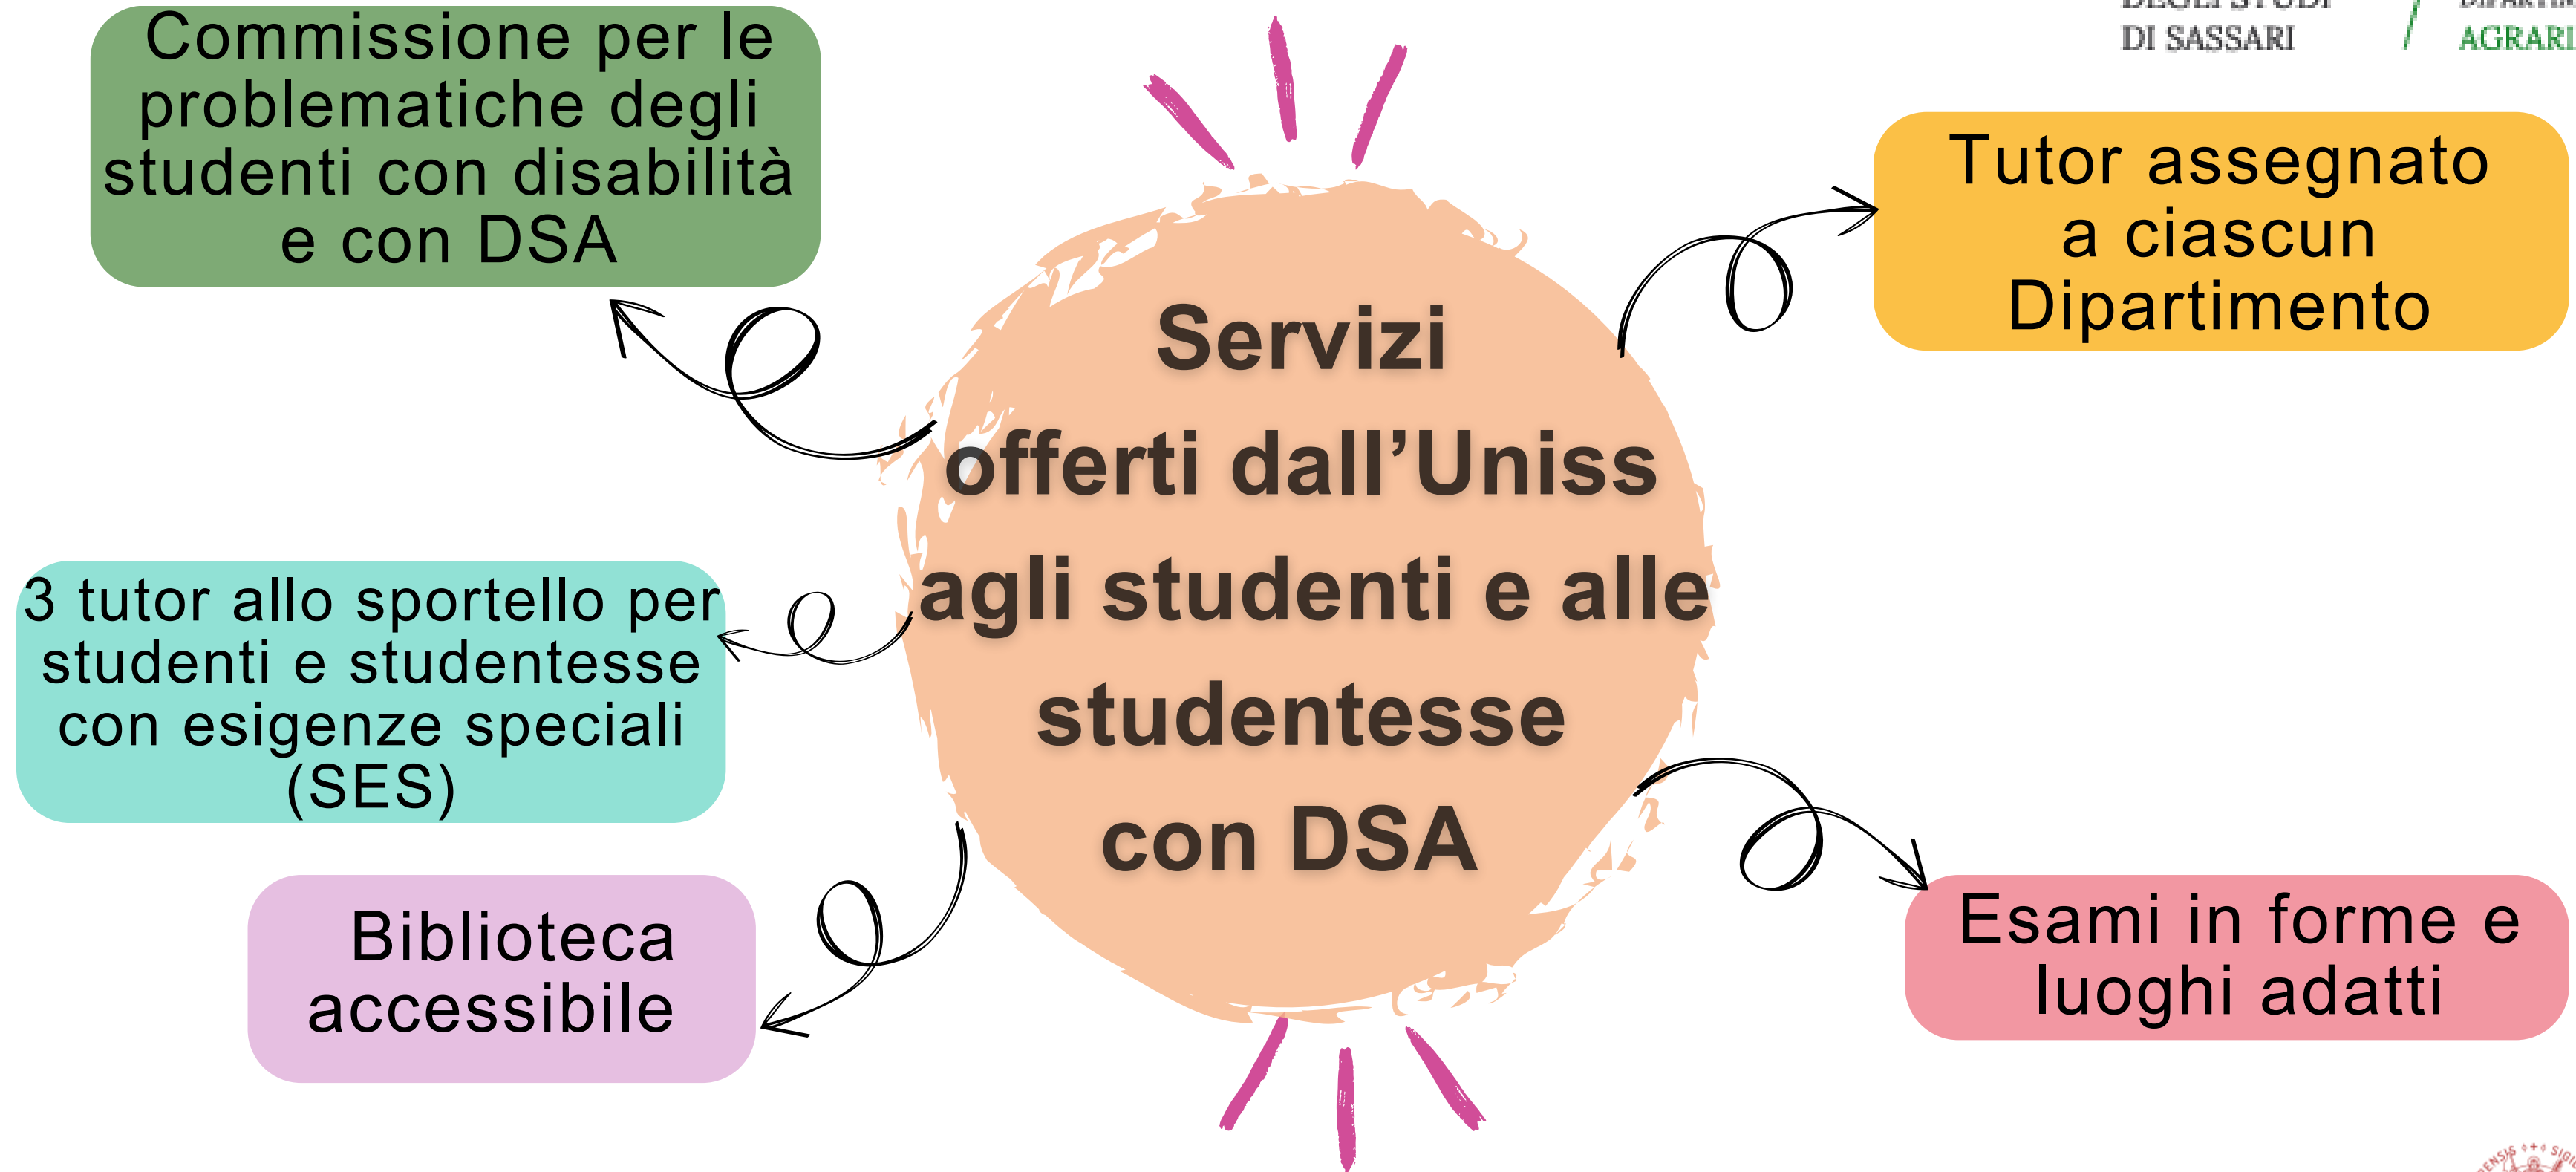 Commissione per le
problematiche degli
studenti con disabilità
e con DSA
DEGLI STUDI
DI SASSARI
Tutor assegnato
a ciascun
Dipartimento
Servizi
offerti dall’Uniss
agli studenti e alle
studentesse
con DSA
3 tutor allo sportello per
studenti e studentesse
con esigenze speciali
(SES)
Biblioteca
accessibile
Esami in forme e
luoghi adatti